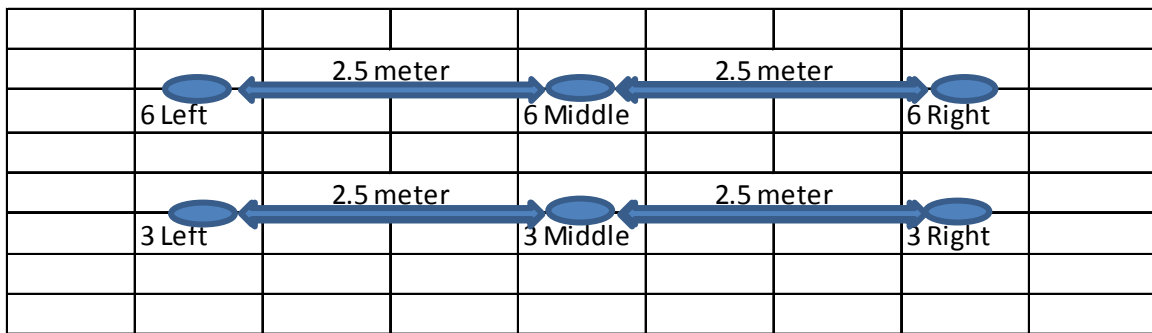 2.5 meter 2.5 meter
6 Left 6 Middle 6 Right
2.5 meter 2.5 meter
3 Left 3 Middle 3 Right